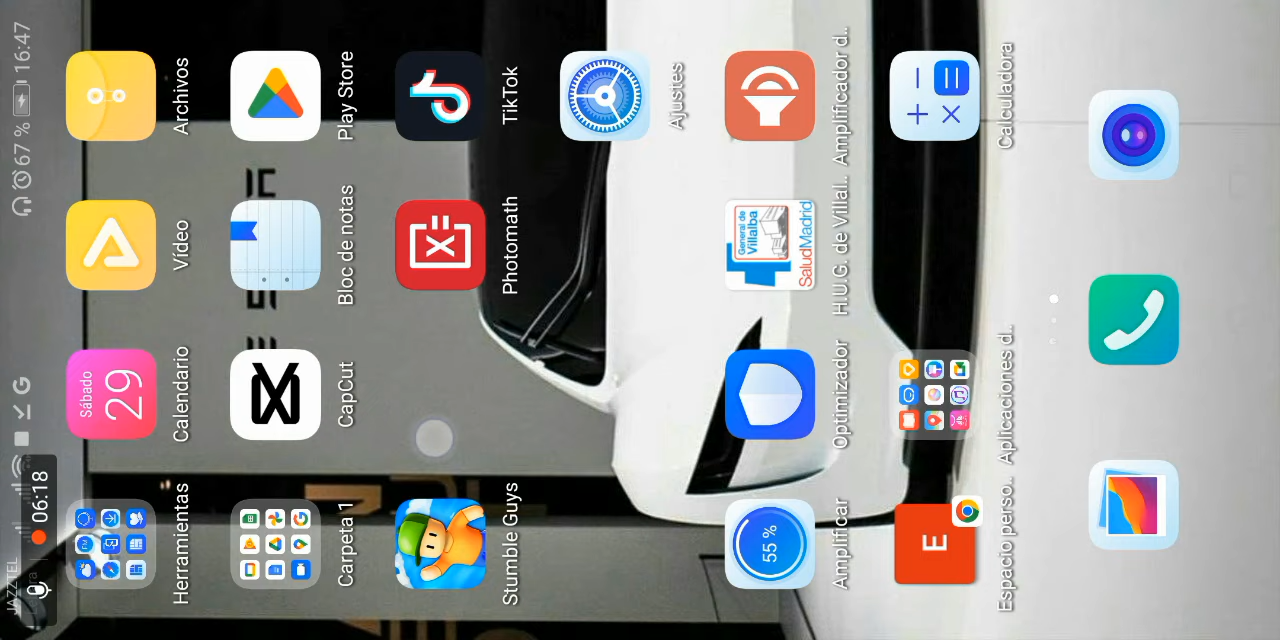 JAZZTEL
67 % 16:47
06:18
Herramientas
Sábado
29
Calendario
Vídeo
Archivos
Carpeta 1
CapCut
Bloc de notas
Play Store
Stumble Guys
Photomath
TikTok
Ajustes
55 %
Amplificar
Optimizador
General de
Villalba
SaludMadrid
H.U.G. de Villal..
Amplificador d..
E
Espacio perso..
Aplicaciones d..
Calculadora